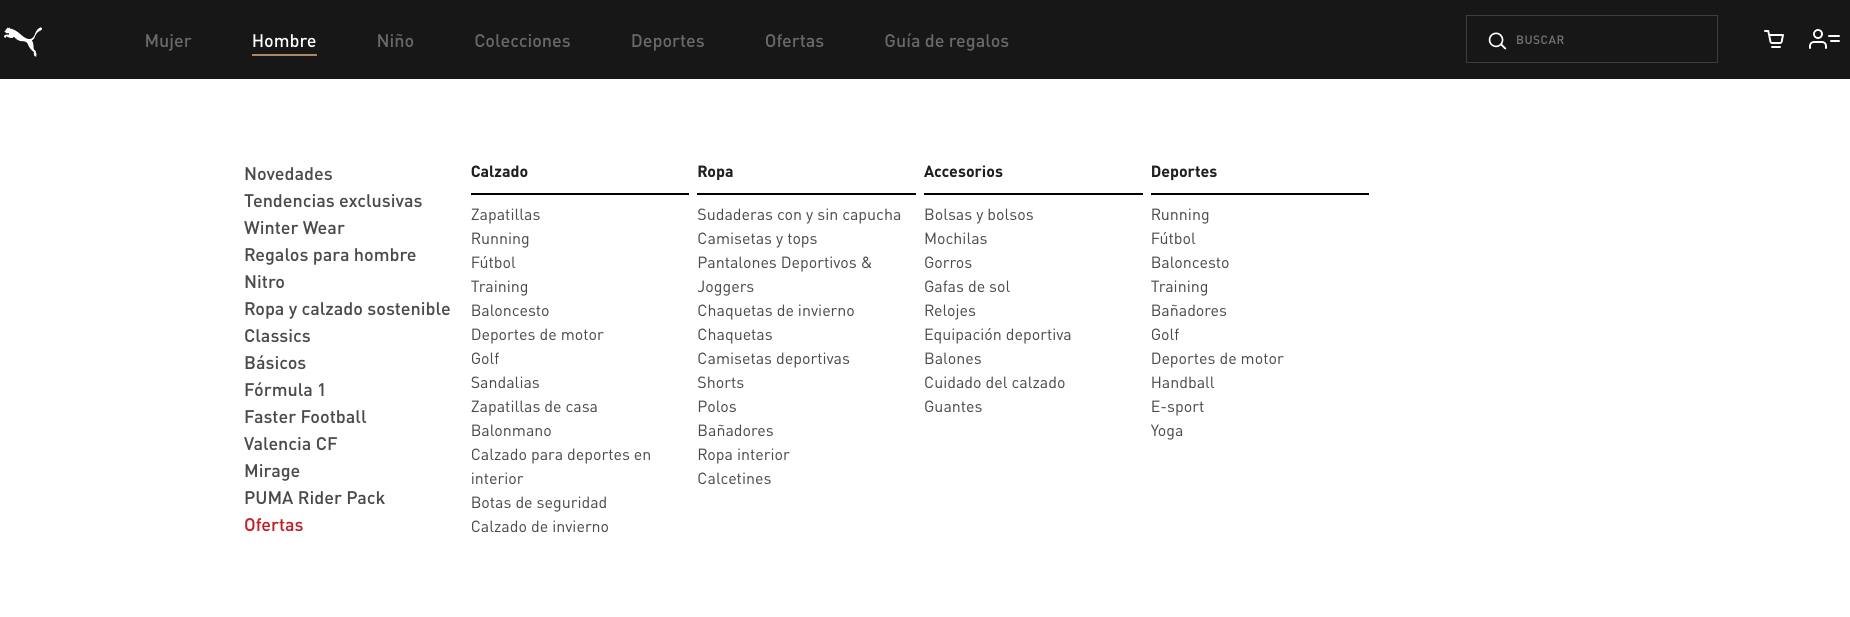 Mujer
Hombre
Niño
Colecciones
Deportes
Ofertas
Guía de regalos
BUSCAR
Novedades
Tendencias exclusivas
Winter Wear
Regalos para hombre
Nitro
Ropa y calzado sostenible
Classics
Básicos
Fórmula 1
Faster Football
Valencia CF
Mirage
PUMA Rider Pack
Ofertas
Calzado
Zapatillas
Running
Fútbol
Training
Baloncesto
Deportes de motor
Golf
Sandalias
Zapatillas de casa
Balonmano
Calzado para deportes en
interior
Botas de seguridad
Calzado de invierno
Ropa
Sudaderas con y sin capucha
Camisetas y tops
Pantalones Deportivos &
Joggers
Chaquetas de invierno
Chaquetas
Camisetas deportivas
Shorts
Polos
Bañadores
Ropa interior
Calcetines
Accesorios
Bolsas y bolsos
Mochilas
Gorros
Gafas de sol
Relojes
Equipación deportiva
Balones
Cuidado del calzado
Guantes
Deportes
Running
Fútbol
Baloncesto
Training
Bañadores
Golf
Deportes de motor
Handball
E-sport
Yoga